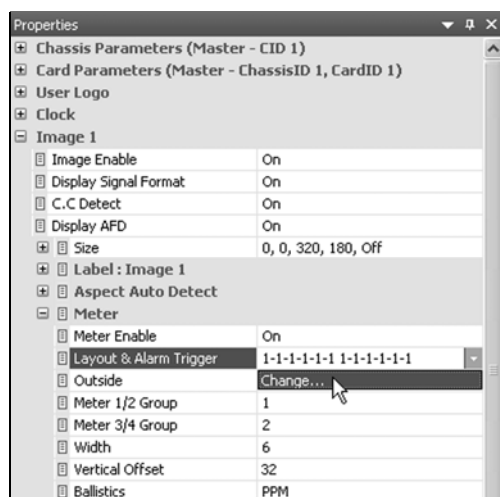 Properties
Chassis Parameters (Master - CID 1)
Card Parameters (Master - ChassisID 1, CardID 1)
User Logo
Clock
Image 1
Image Enable On
Display Signal Format On
C.C Detect On
Display AFD On
Size 0, 0, 320, 180, Off
Label : Image 1
Aspect Auto Detect
Meter
Meter Enable On
Layout & Alarm Trigger 1-1-1-1-1-1 1-1-1-1-1-1
Outside Change...
Meter 1/2 Group 1
Meter 3/4 Group 2
Width 6
Vertical Offset 32
Ballistics PPM